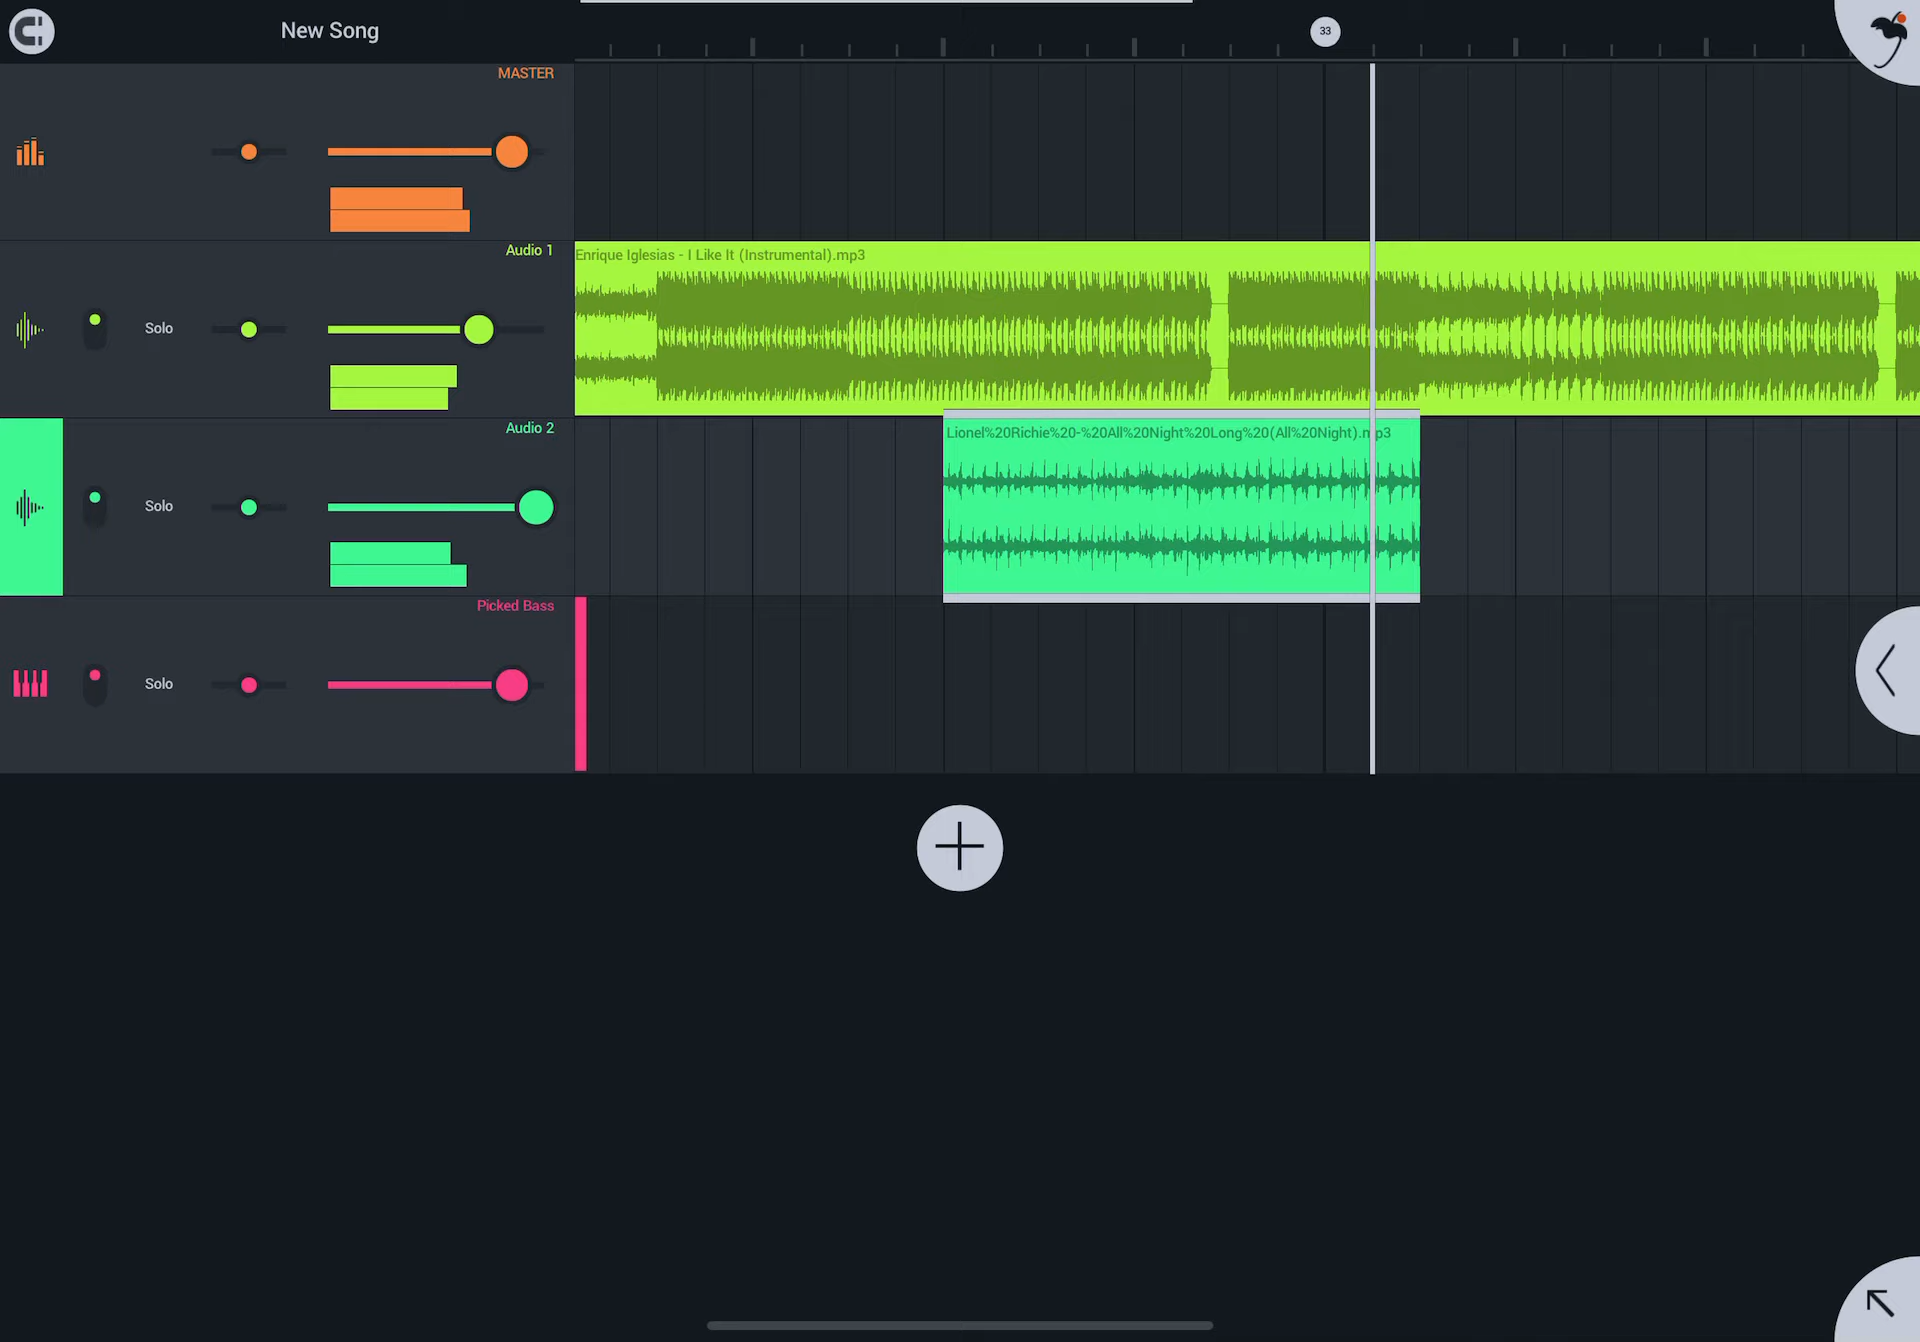 New Song
33
MASTER
Audio 1
Enrique Iglesias - I Like It (Instrumental).mp3
Solo
Audio 2
Lionel%20Richie%20-%20All%20Night%20Long%20(All%20Night).mp3
Solo
Picked Bass
Solo